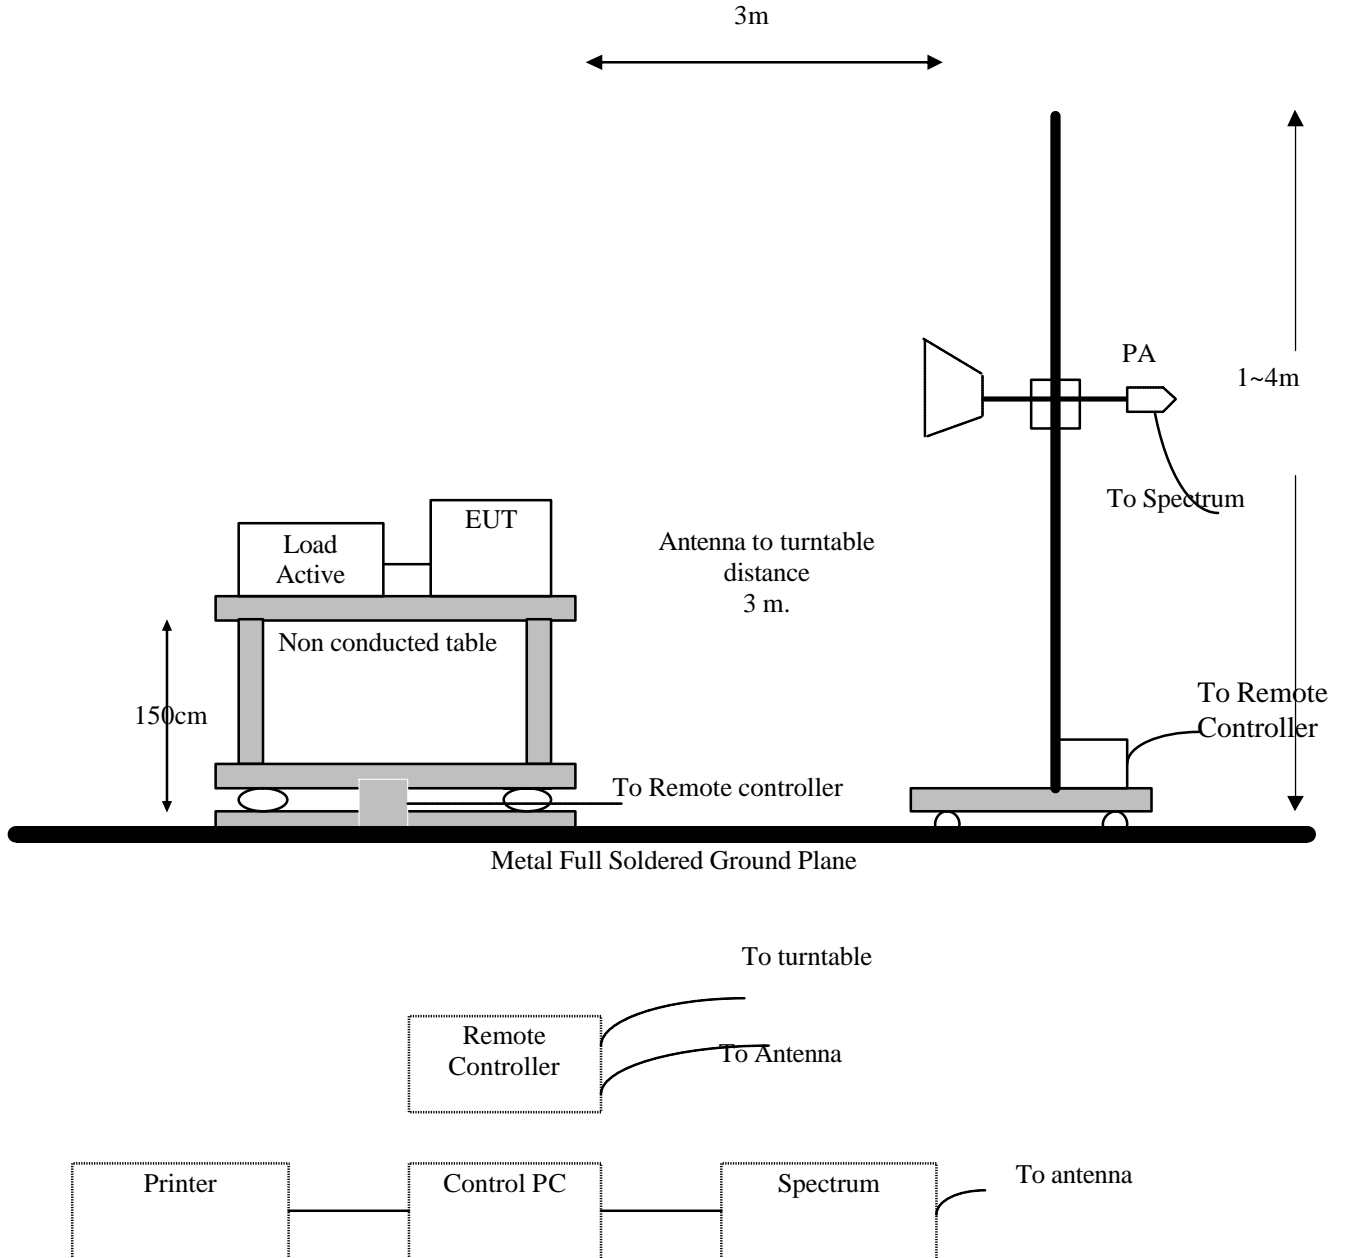 3m
PA
1~4m
To Spectrum
EUT
Load
Active
Antenna to turntable
distance
3 m.
Non conducted table
150cm
To Remote
Controller
To Remote controller
Metal Full Soldered Ground Plane
To turntable
Remote
Controller
To Antenna
Printer
Control PC
Spectrum
To antenna